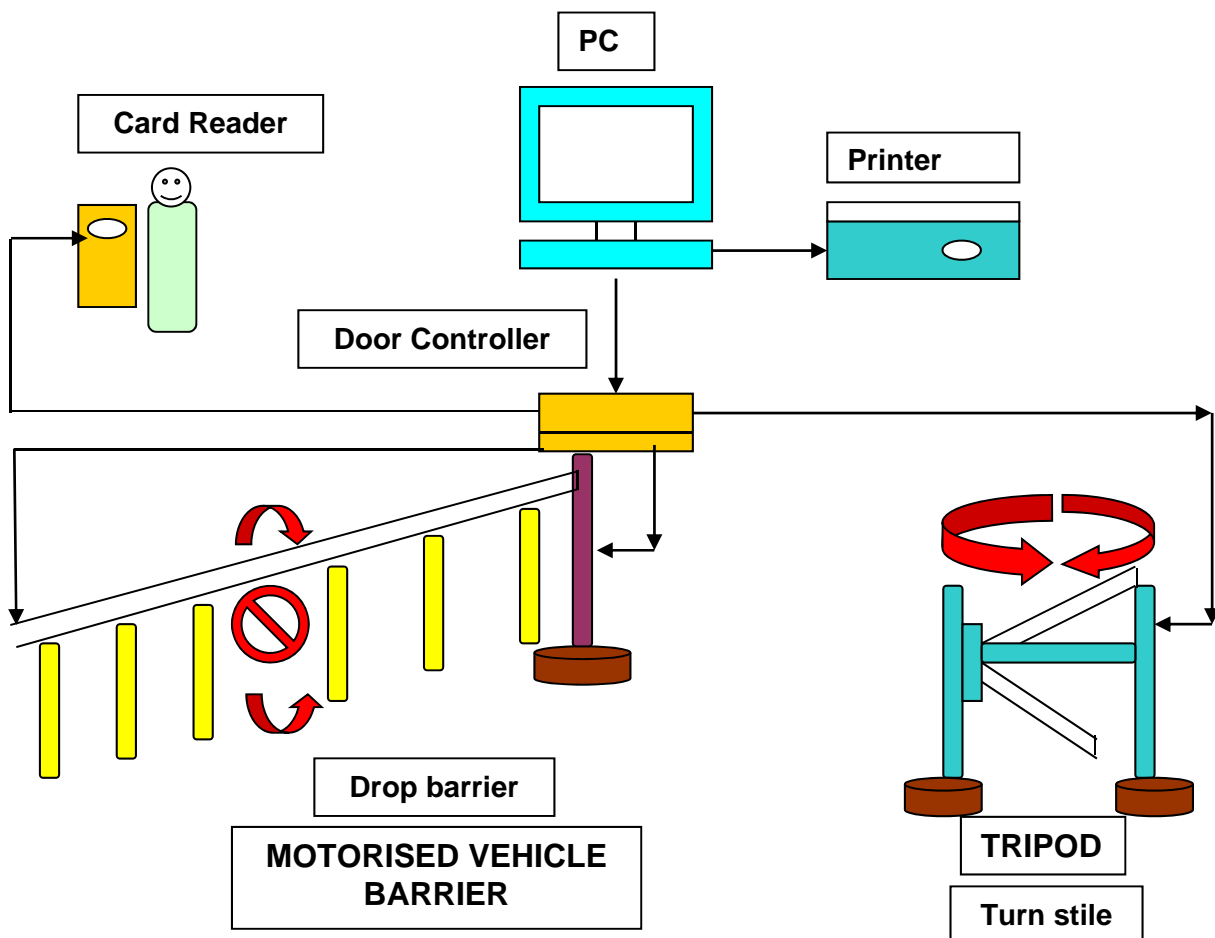 PC
Card Reader
Printer
Door Controller
Drop barrier
MOTORISED VEHICLE
BARRIER
TRIPOD
Turn stile